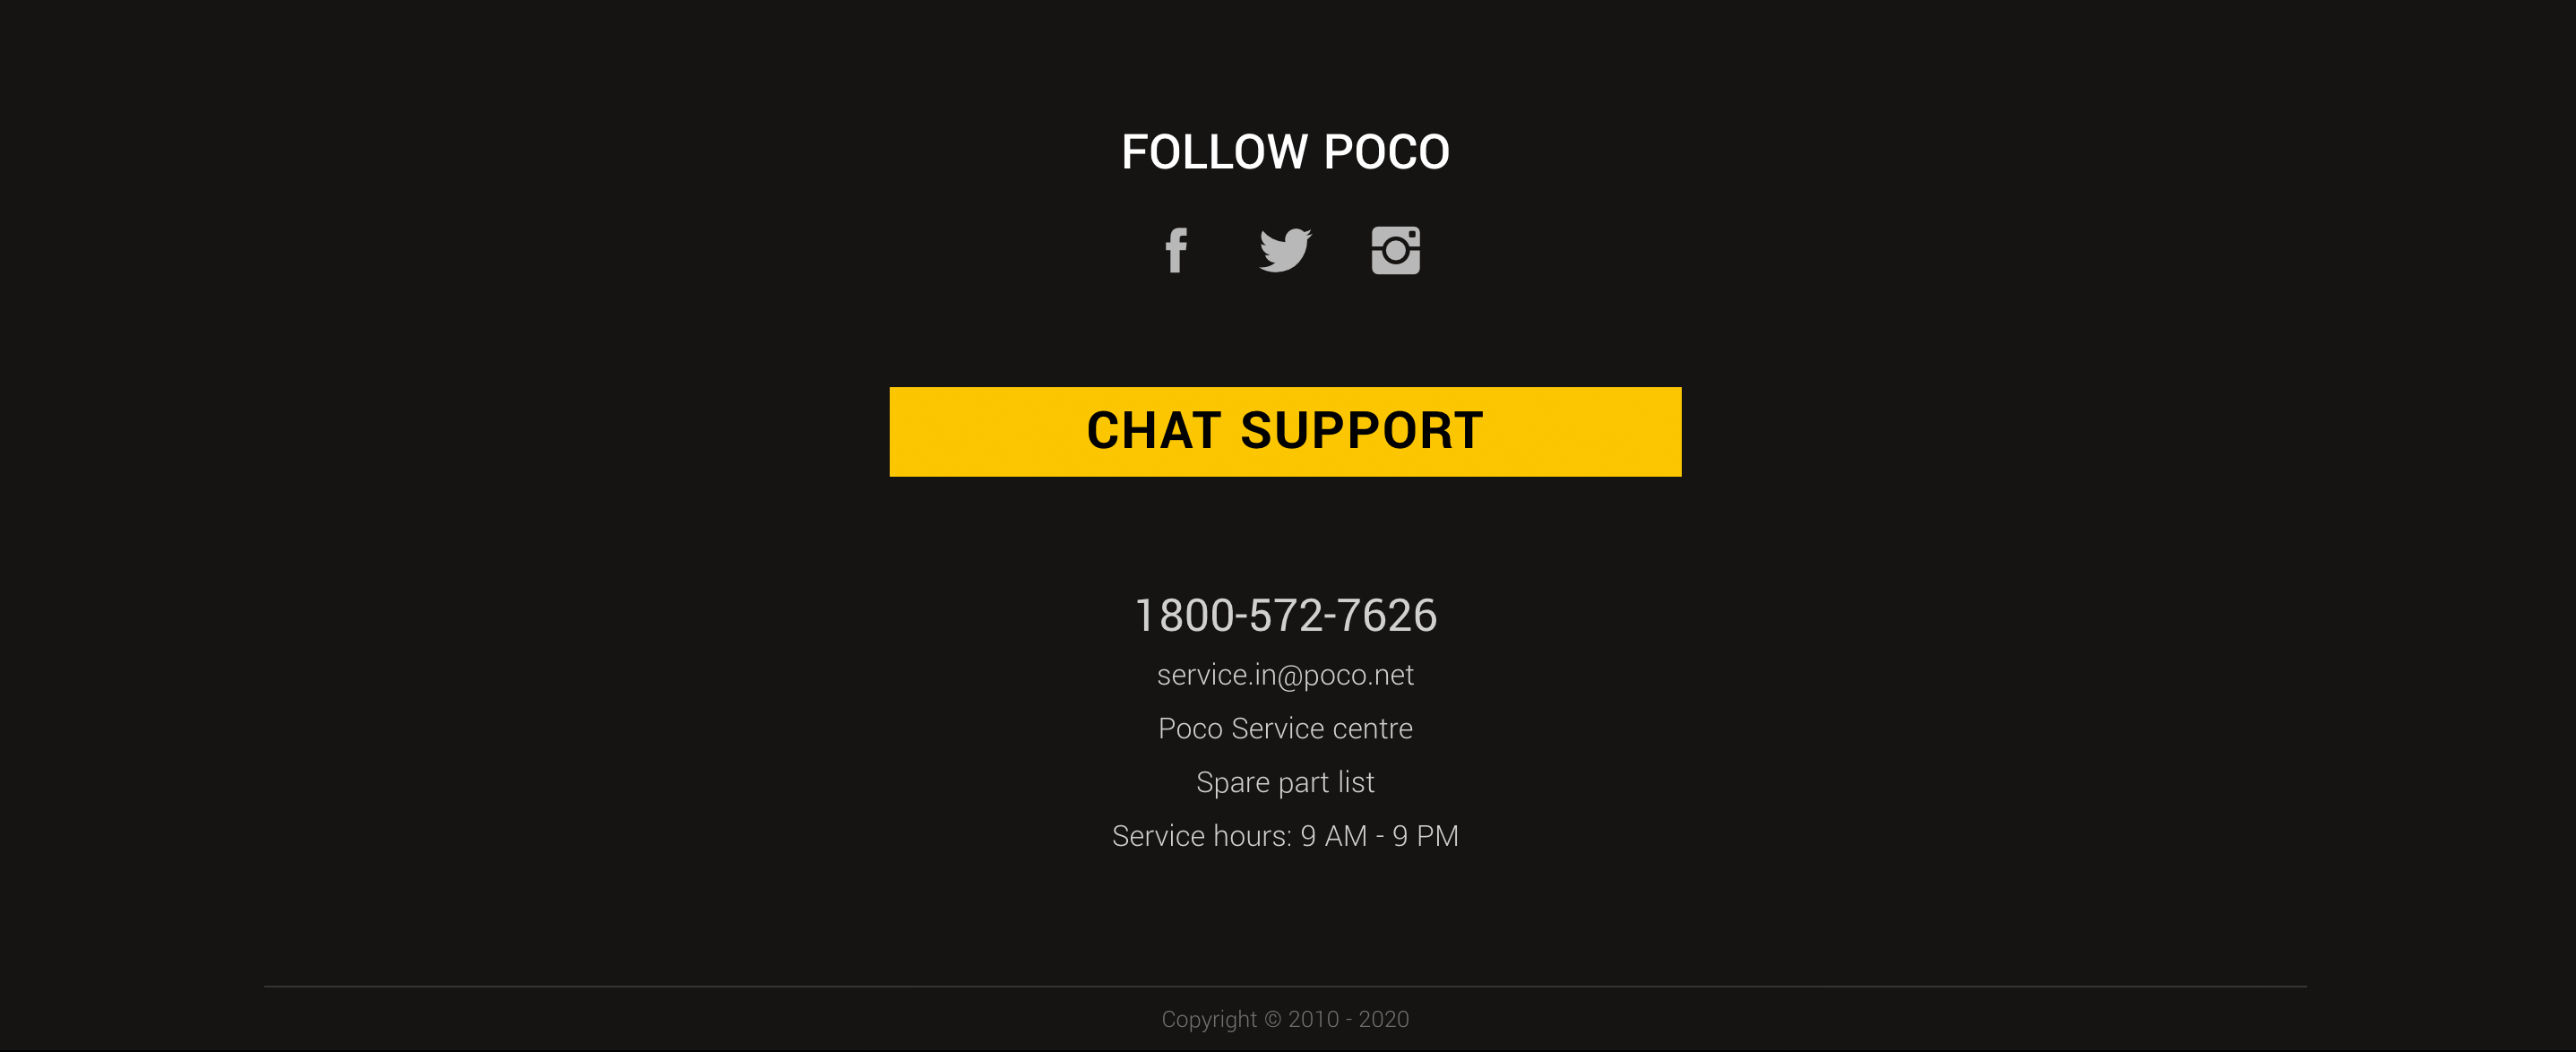 FOLLOW POCO
CHAT SUPPORT
1800-572-7626
service.in@poco.net
Poco Service centre
Spare part list
Service hours: 9 AM - 9 PM
Copyright © 2010 - 2020